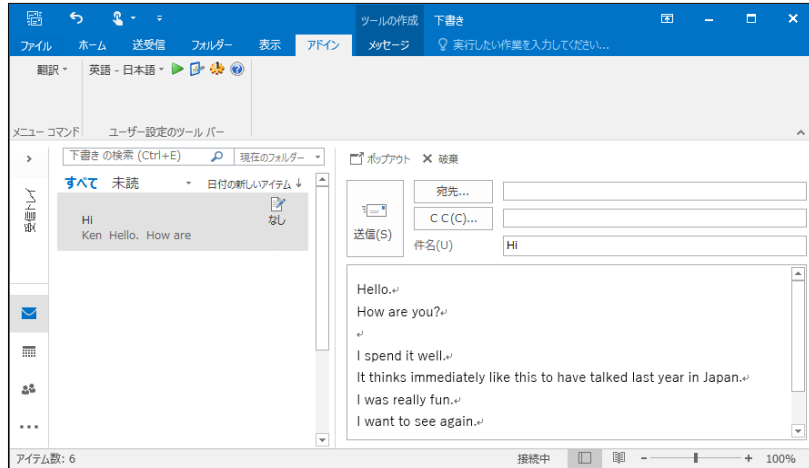 ツールの作成 下書き
ファイル ホーム 送受信 フォルダー 表示 アドイン メッセージ 実行したい作業を入力してください...
翻訳 英語 - 日本語
メニュー コマンド ユーザー設定のツール バー
下書き の検索 (Ctrl+E) 現在のフォルダー
ポップアウト 破棄
すべて 未読 日付の新しいアイテム ↓
受信トレイ
Hi なし
Ken Hello. How are
宛先...
C C (C)...
送信(S)
件名(U) Hi
Hello.
How are you?
I spend it well.
It thinks immediately like this to have talked last year in Japan.
I was really fun.
I want to see again.
アイテム数: 6 接続中 100%